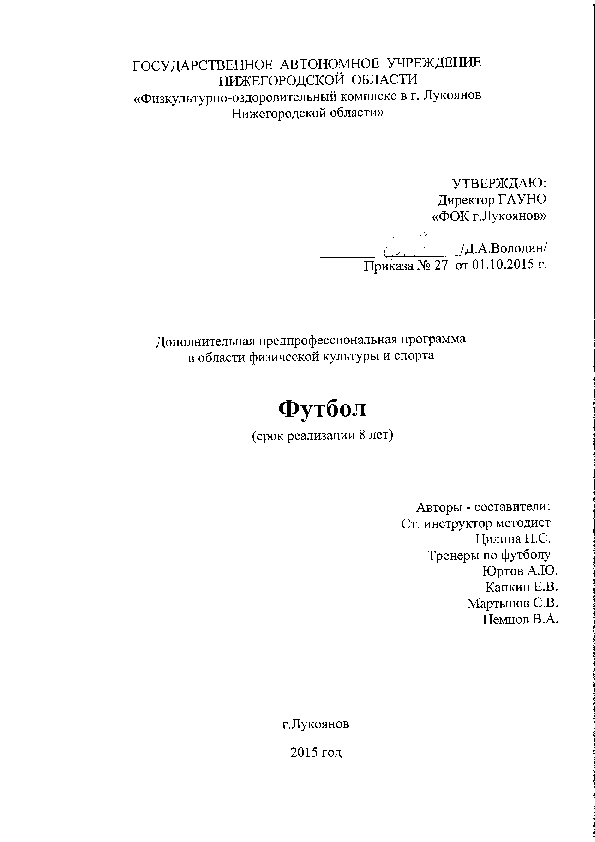 ГОСУДАРСТВЕННОЕ АВТОНОМНОЕ УЧРЕЖДЕНИЕ
НИЖЕГОРОДСКОЙ ОБЛАСТИ
«Физкультурно-оздоровительный комплекс в г. Лукоянов
Нижегородской области»
УТВЕРЖДАЮ:
Директор ГАУНО
«ФОК г.Лукоянов»
/Д.А.Володин/
Приказа № 27 от 01.10.2015 г.
Дополнительная предпрофессиональная программа
в области физической культуры и спорта
Футбол
(срок реализации 8 лет)
Авторы - составители:
Ст. инструктор методист
Тренеры по футболу
Юртов А.Ю.
Капкин Е.В.
Мартынов С.В.
Немцов В.А.
г.Лукоянов
2015 год